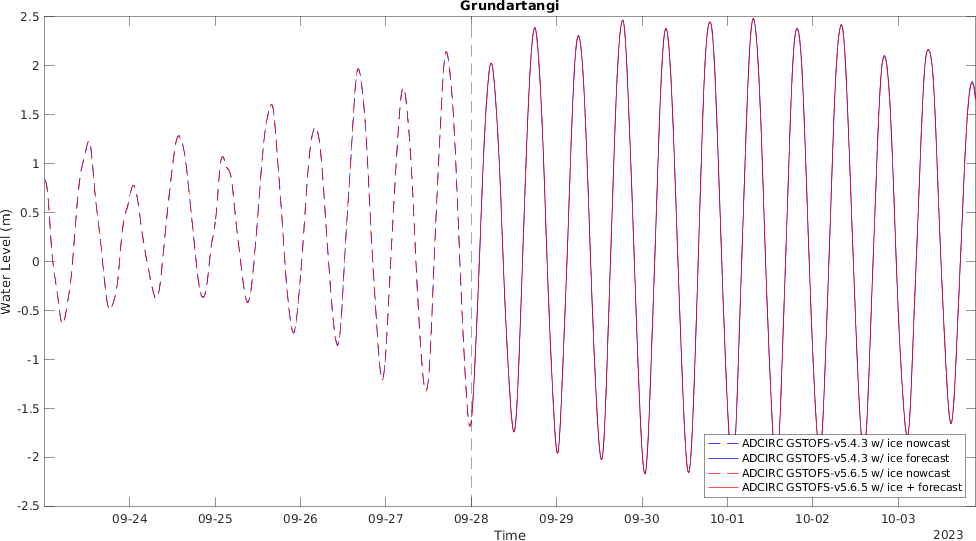 Grundartangi
2.5
2
1.5
1
0.5
0
-0.5
-1
-1.5
-2
-2.5
Water Level (m)
ADCIRC GSTOFS-v5.4.3 w/ ice nowcast
ADCIRC GSTOFS-v5.4.3 w/ ice forecast
ADCIRC GSTOFS-v5.6.5 w/ ice nowcast
ADCIRC GSTOFS-v5.6.5 w/ ice + forecast
09-24 09-25 09-26 09-27 09-28 09-29 09-30 10-01 10-02 10-03
Time
2023